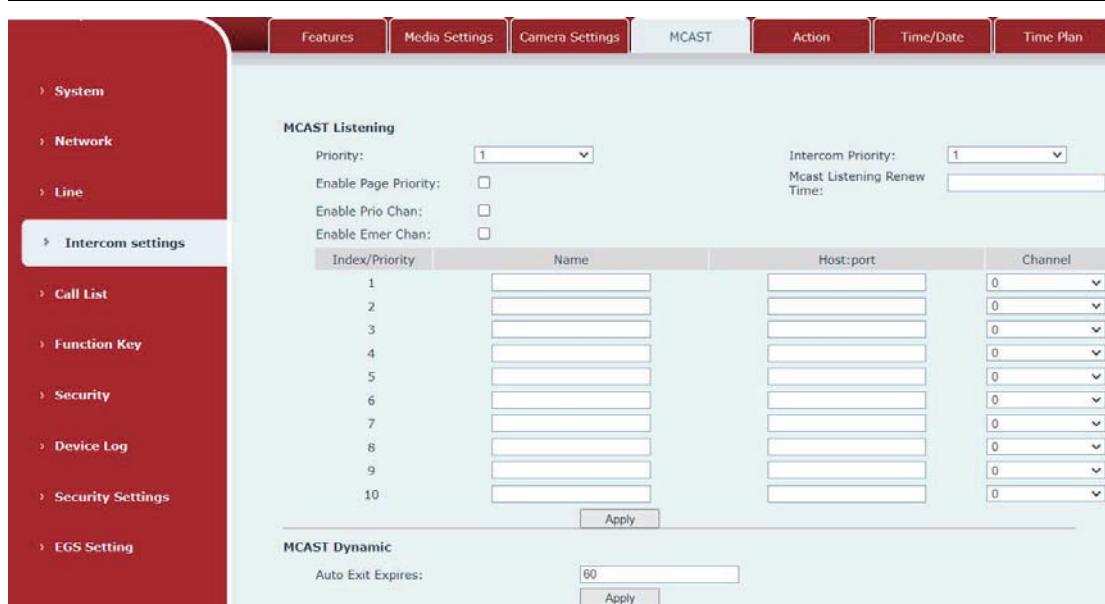 Features Media Settings Camera Settings MCAST Action Time/Date Time Plan
› System
› Network
› Line
› Intercom settings
› Call List
› Function Key
› Security
› Device Log
› Security Settings
› EGS Setting
MCAST Listening
Priority: 1 Intercom Priority: 1
Enable Page Priority: Mcast Listening Renew
Time:
Enable Prio Chan:
Enable Emer Chan:
Index/Priority Name Host:port Channel
1 0
2 0
3 0
4 0
5 0
6 0
7 0
8 0
9 0
10 0
Apply
MCAST Dynamic
Auto Exit Expires: 60
Apply